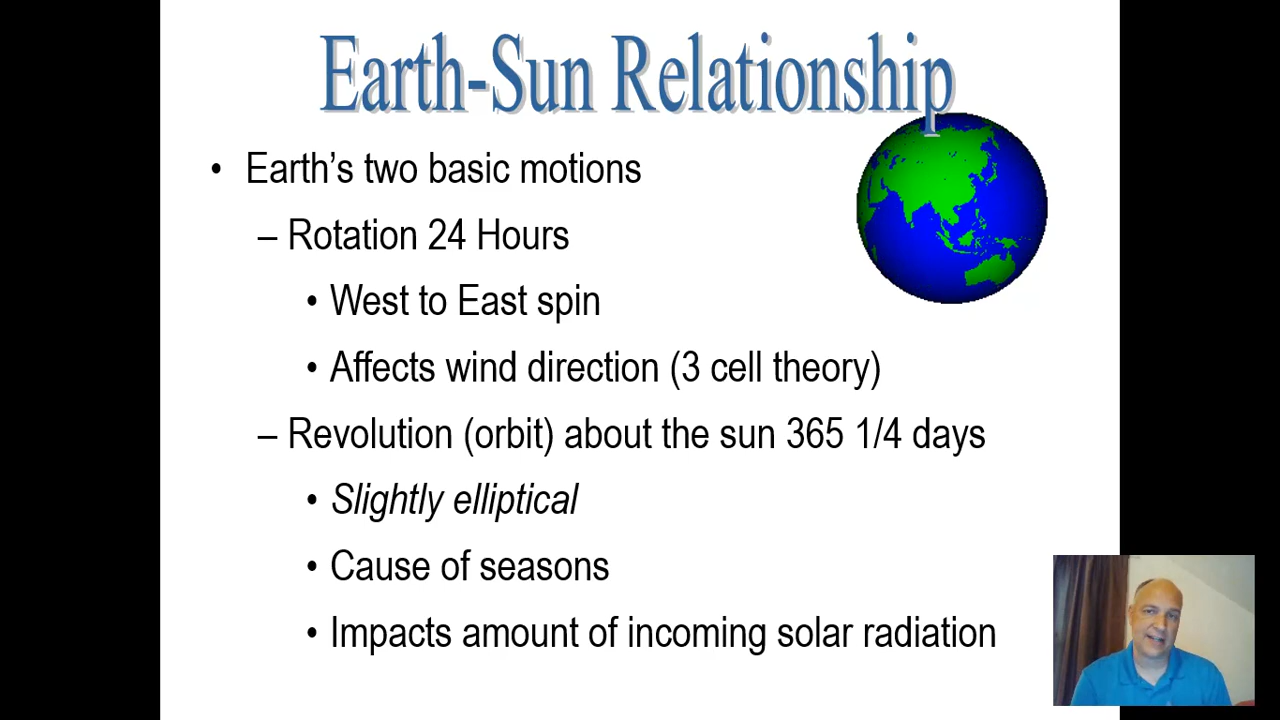 Earth-Sun Relationship
• Earth’s two basic motions
– Rotation 24 Hours
• West to East spin
• Affects wind direction (3 cell theory)
– Revolution (orbit) about the sun 365 1/4 days
• Slightly elliptical
• Cause of seasons
• Impacts amount of incoming solar radiation